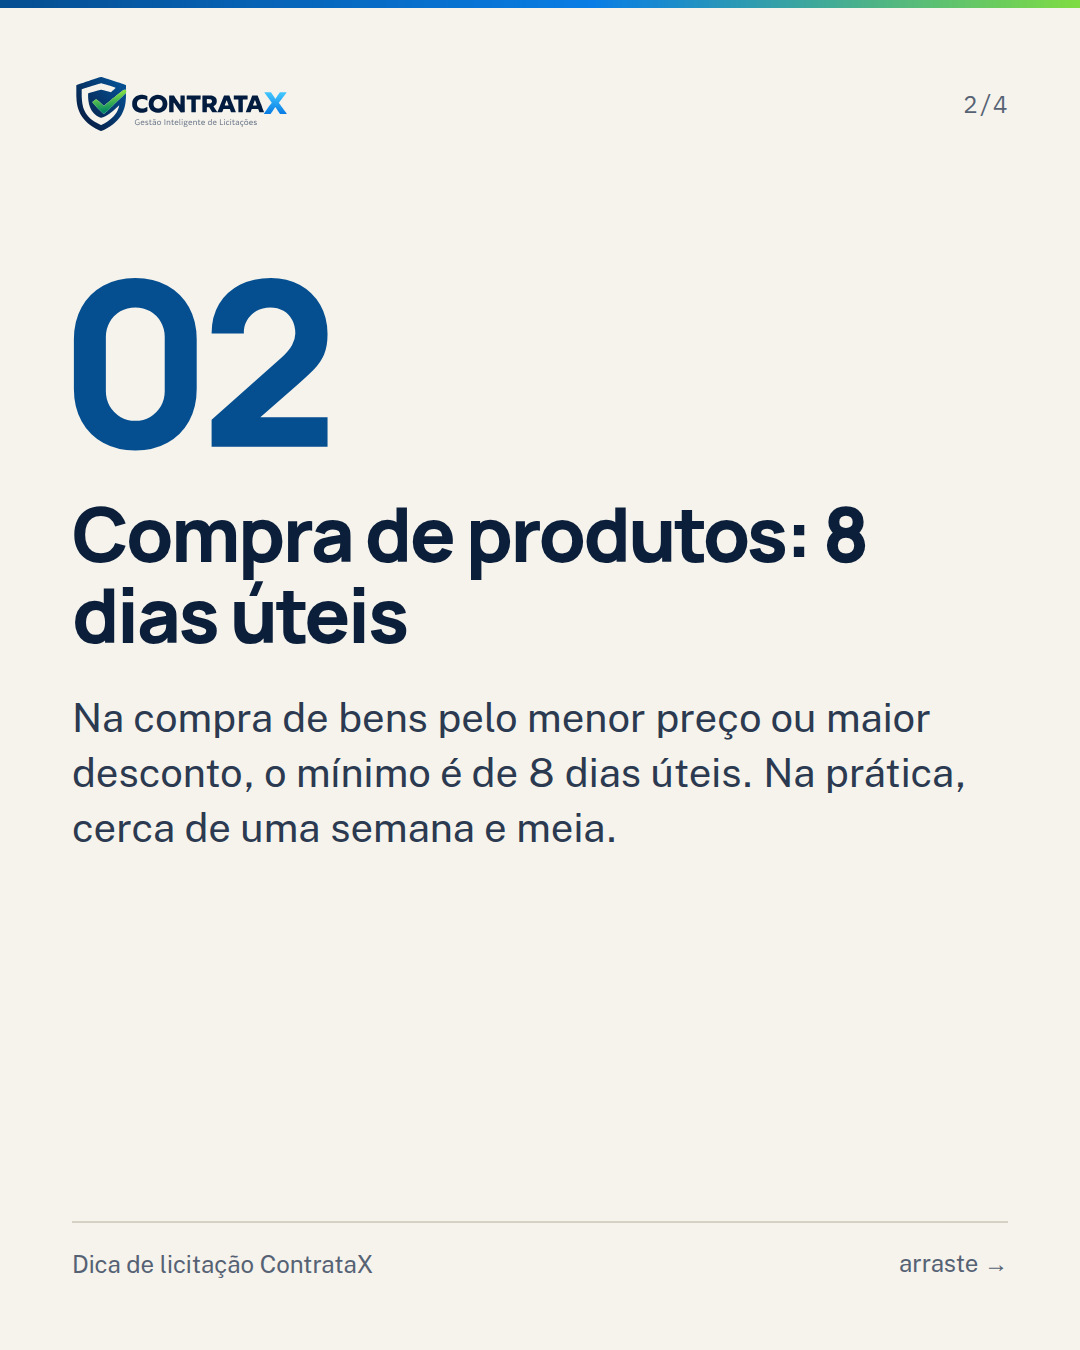 CONTRATAX
Gestão Inteligente de Licitações
2/4
02
Compra de produtos: 8
dias úteis
Na compra de bens pelo menor preço ou maior
desconto, o mínimo é de 8 dias úteis. Na prática,
cerca de uma semana e meia.
Dica de licitação ContrataX
arraste →